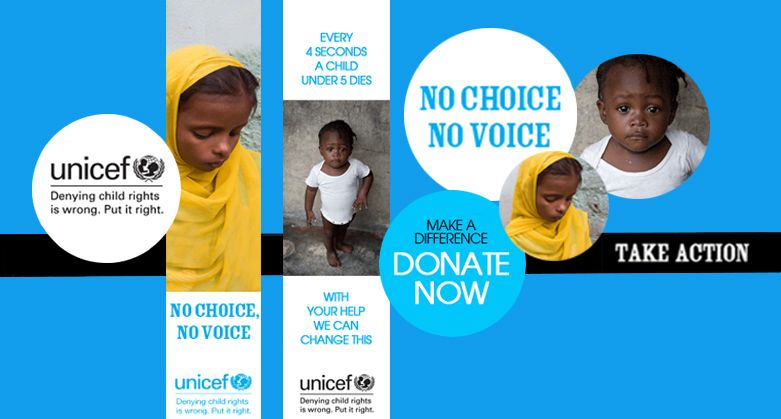 unicef
Denying child rights
is wrong. Put it right.
NO CHOICE,
NO VOICE
unicef
Denying child rights
is wrong. Put it right.
EVERY
4 SECONDS
A CHILD
UNDER 5 DIES
WITH
YOUR HELP
WE CAN
CHANGE THIS
unicef
Denying child rights
is wrong. Put it right.
NO CHOICE
NO VOICE
MAKE A
DIFFERENCE
DONATE
NOW
TAKE ACTION